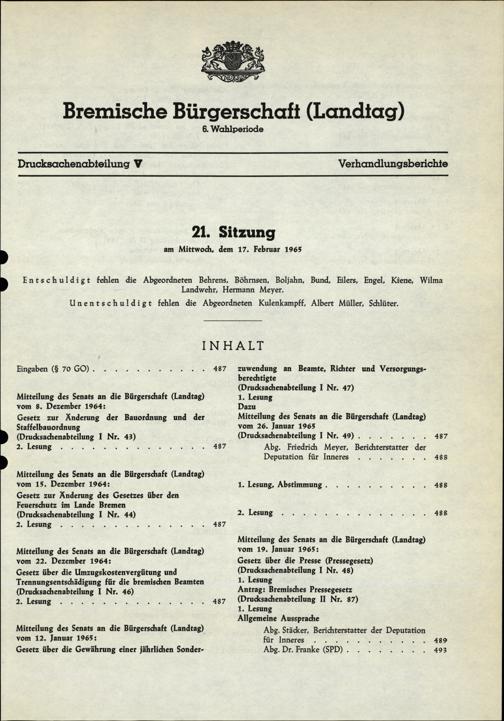 Bremische Bürgerschaft (Landtag)
6. Wahlperiode
Drucksachenabteilung V
Verhandlungsberichte
21. Sitzung
am Mittwoch, dem 17. Februar 1965
Entschuldigt fehlen die Abgeordneten Behrens, Böhrnsen, Boljahn, Bund, Eilers, Engel, Kiene, Wilma
Landwehr, Hermann Meyer.
Unentschuldigt fehlen die Abgeordneten Kulenkampff, Albert Müller, Schlüter.
INHALT
Eingaben (§ 70 GO) . . . . . . . . . . . 487
Mitteilung des Senats an die Bürgerschaft (Landtag)
vom 8. Dezember 1964:
Gesetz zur Änderung der Bauordnung und der
Staffelbauordnung
(Drucksachenabteilung I Nr. 43)
2. Lesung . . . . . . . . . . . . . . 487
Mitteilung des Senats an die Bürgerschaft (Landtag)
vom 15. Dezember 1964:
Gesetz zur Änderung des Gesetzes über den
Feuerschutz im Lande Bremen
(Drucksachenabteilung I Nr. 44)
2. Lesung . . . . . . . . . . . . . . 487
Mitteilung des Senats an die Bürgerschaft (Landtag)
vom 22. Dezember 1964:
Gesetz über die Umzugskostenvergütung und
Trennungsentschädigung für die bremischen Beamten
(Drucksachenabteilung I Nr. 46)
2. Lesung . . . . . . . . . . . . . . 487
Mitteilung des Senats an die Bürgerschaft (Landtag)
vom 12. Januar 1965:
Gesetz über die Gewährung einer jährlichen Sonder-
zuwendung an Beamte, Richter und Versorgungs-
berechtigte
(Drucksachenabteilung I Nr. 47)
1. Lesung
Dazu
Mitteilung des Senats an die Bürgerschaft (Landtag)
vom 26. Januar 1965
(Drucksachenabteilung I Nr. 49) . . . . . . . 487
Abg. Friedrich Meyer, Berichterstatter der
Deputation für Inneres . . . . . . . 488
1. Lesung, Abstimmung . . . . . . . . . . 488
2. Lesung . . . . . . . . . . . . . . 488
Mitteilung des Senats an die Bürgerschaft (Landtag)
vom 19. Januar 1965:
Gesetz über die Presse (Pressegesetz)
(Drucksachenabteilung I Nr. 48)
1. Lesung
Antrag: Bremisches Pressegesetz
(Drucksachenabteilung II Nr. 87)
1. Lesung
Allgemeine Aussprache
Abg. Stäcker, Berichterstatter der Deputation
für Inneres . . . . . . . . . . . 489
Abg. Dr. Franke (SPD) . . . . . . . . 493